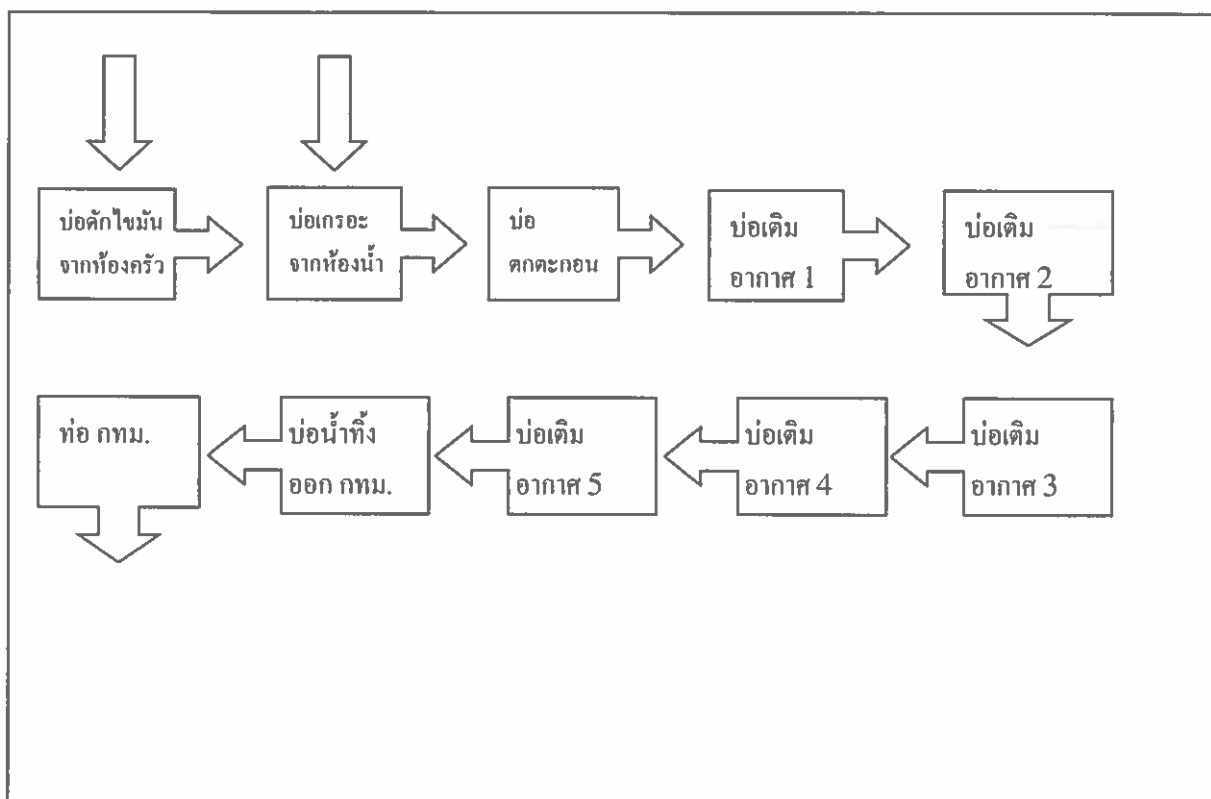 บ่อดักไขมัน
จากห้องครัว
บ่อเกรอะ
จากห้องน้ำ
บ่อ
ตกตะกอน
บ่อเติม
อากาศ 1
บ่อเติม
อากาศ 2
ท่อ กทม.
บ่อน้ำทิ้ง
ออก กทม.
บ่อเติม
อากาศ 5
บ่อเติม
อากาศ 4
บ่อเติม
อากาศ 3